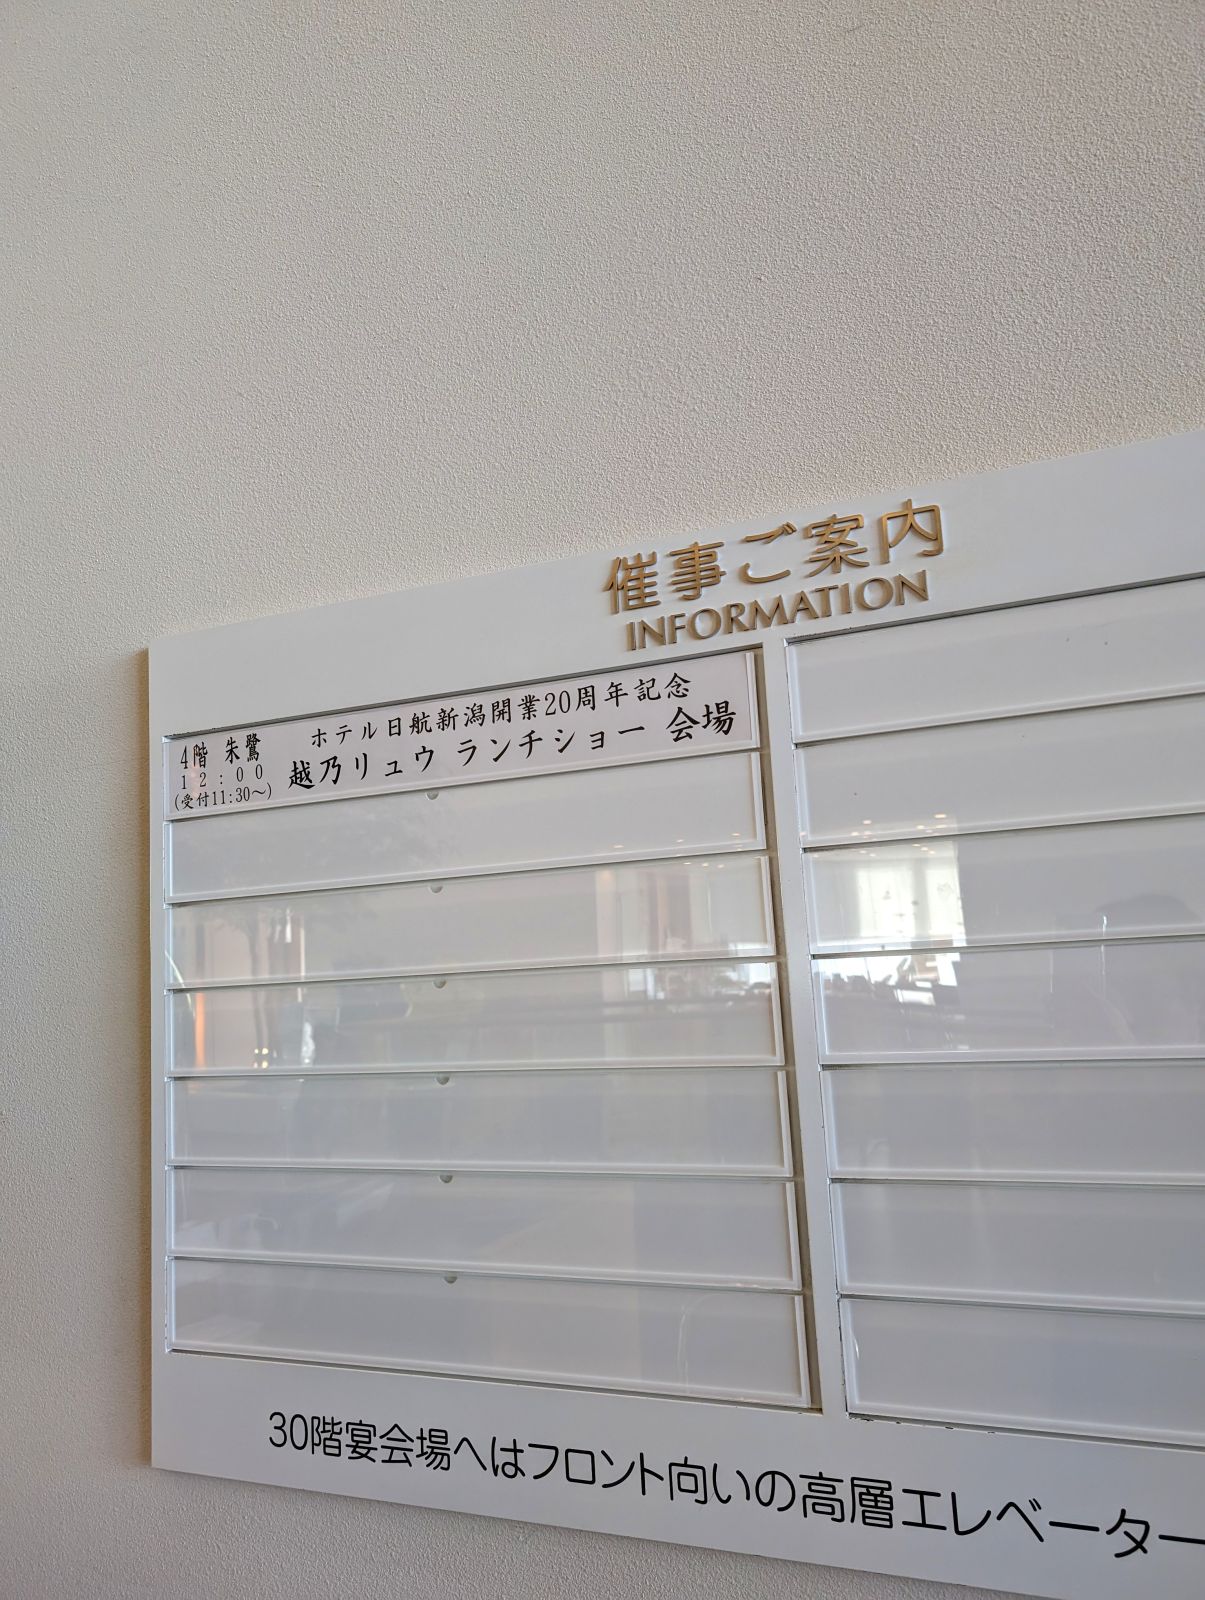 催事ご案内
INFORMATION
4階 朱鷺
12:00
(受付11:30〜)
ホテル日航新潟開業20周年記念
越乃リュウ ランチショー 会場
30階宴会場へはフロント向いの高層エレベーター